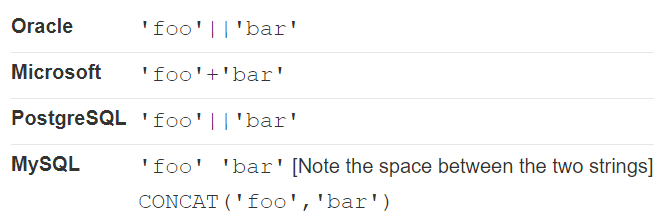 Oracle 'foo'||'bar'
Microsoft 'foo'+'bar'
PostgreSQL 'foo'||'bar'
MySQL 'foo' 'bar' [Note the space between the two strings]
CONCAT('foo','bar')